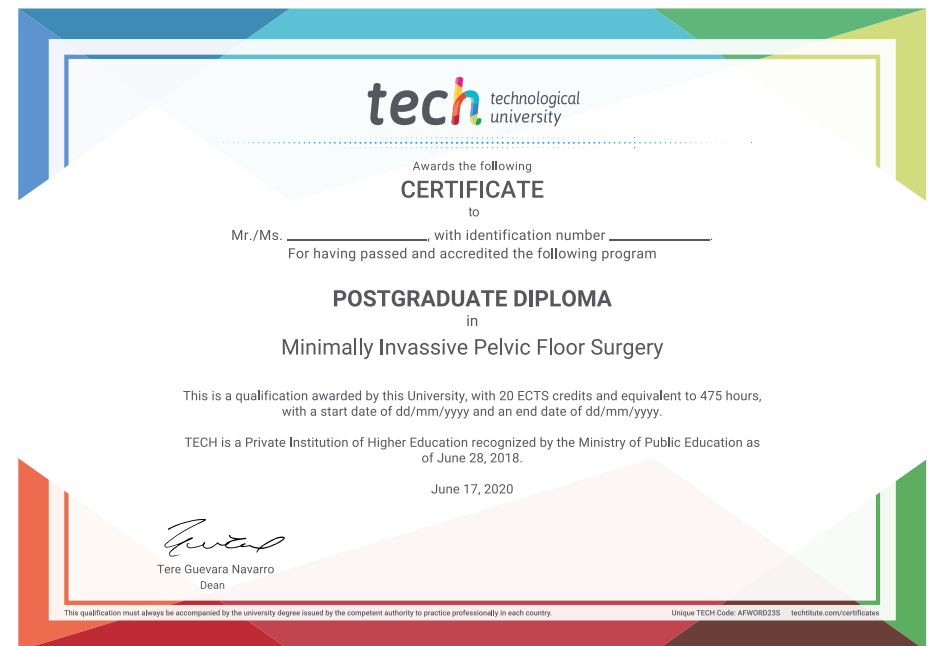 tech technological
university
Awards the following
CERTIFICATE
to
Mr./Ms. ____________________, with identification number ______________.
For having passed and accredited the following program
POSTGRADUATE DIPLOMA
in
Minimally Invassive Pelvic Floor Surgery
This is a qualification awarded by this University, with 20 ECTS credits and equivalent to 475 hours,
with a start date of dd/mm/yyyy and an end date of dd/mm/yyyy.
TECH is a Private Institution of Higher Education recognized by the Ministry of Public Education as
of June 28, 2018.
June 17, 2020
Tere Guevara Navarro
Dean
This qualification must always be accompanied by the university degree issued by the competent authority to practice professionally in each country. Unique TECH Code: AFWORD23S techtitute.com/certificates